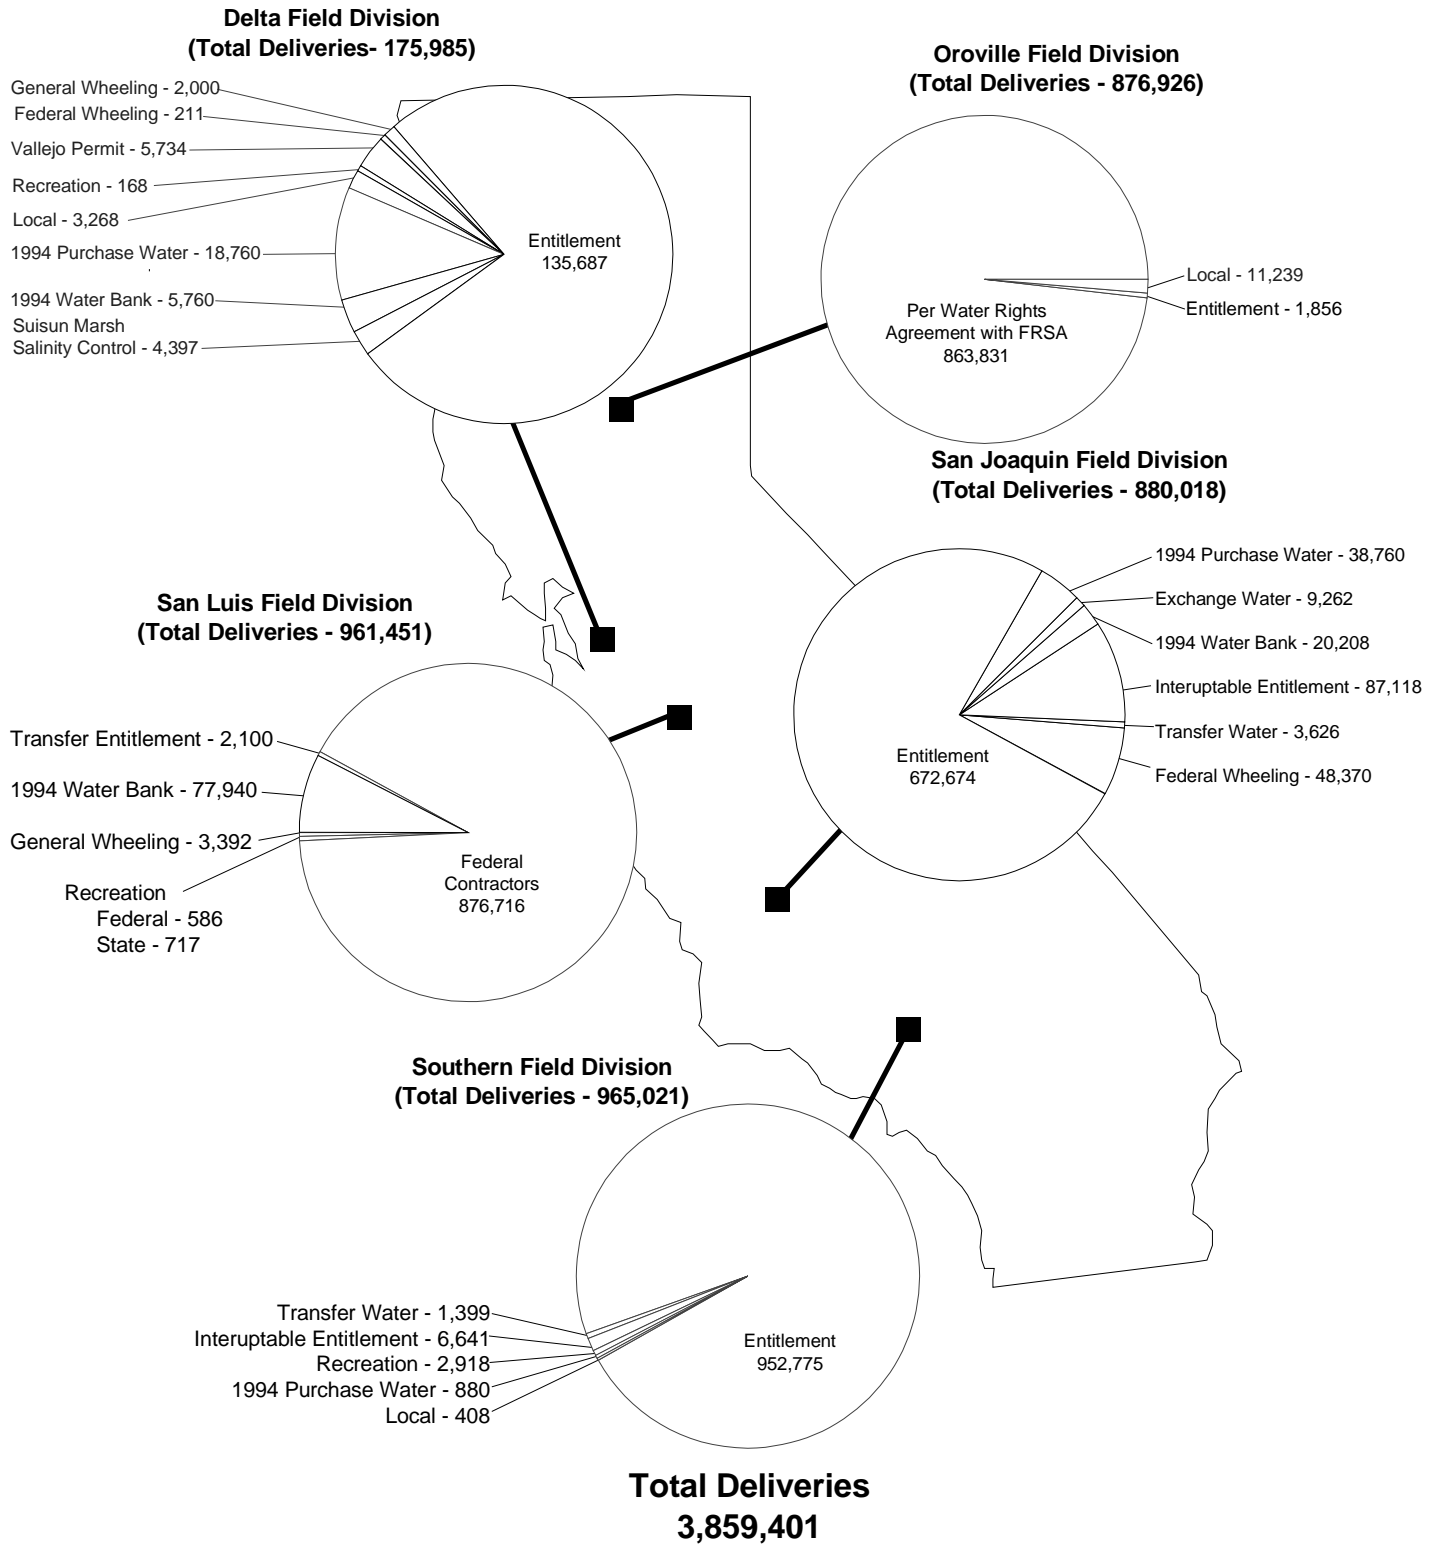 Delta Field Division
(Total Deliveries- 175,985)
General Wheeling - 2,000
Federal Wheeling - 211
Vallejo Permit - 5,734
Recreation - 168
Local - 3,268
1994 Purchase Water - 18,760
1994 Water Bank - 5,760
Suisun Marsh
Salinity Control - 4,397
Entitlement
135,687
Oroville Field Division
(Total Deliveries - 876,926)
Local - 11,239
Entitlement - 1,856
Per Water Rights
Agreement with FRSA
863,831
San Joaquin Field Division
(Total Deliveries - 880,018)
1994 Purchase Water - 38,760
Exchange Water - 9,262
1994 Water Bank - 20,208
Interuptable Entitlement - 87,118
Transfer Water - 3,626
Federal Wheeling - 48,370
Entitlement
672,674
San Luis Field Division
(Total Deliveries - 961,451)
Transfer Entitlement - 2,100
1994 Water Bank - 77,940
General Wheeling - 3,392
Recreation
Federal - 586
State - 717
Federal
Contractors
876,716
Southern Field Division
(Total Deliveries - 965,021)
Transfer Water - 1,399
Interuptable Entitlement - 6,641
Recreation - 2,918
1994 Purchase Water - 880
Local - 408
Entitlement
952,775
Total Deliveries
3,859,401